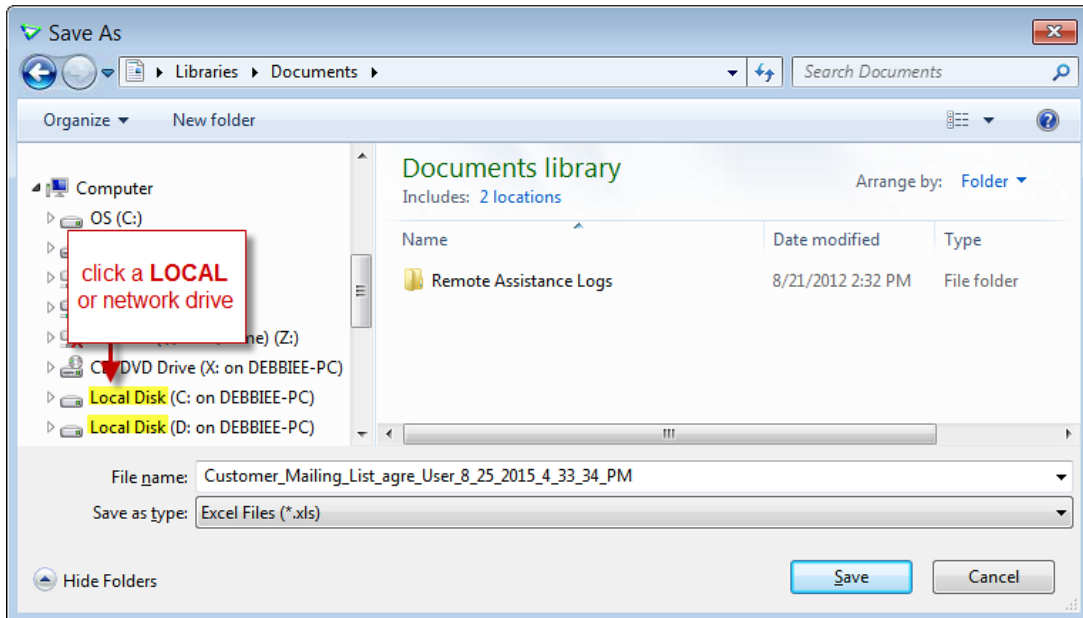 Save As
Libraries Documents
Search Documents
Organize New folder
Documents library
Includes: 2 locations
Arrange by: Folder
Name Date modified Type
Remote Assistance Logs 8/21/2012 2:32 PM File folder
Computer
OS (C:)
click a LOCAL
or network drive
(Z:)
DVD Drive (X: on DEBBIEE-PC)
Local Disk (C: on DEBBIEE-PC)
Local Disk (D: on DEBBIEE-PC)
File name: Customer_Mailing_List_agre_User_8_25_2015_4_33_34_PM
Save as type: Excel Files (*.xls)
Hide Folders
Save Cancel